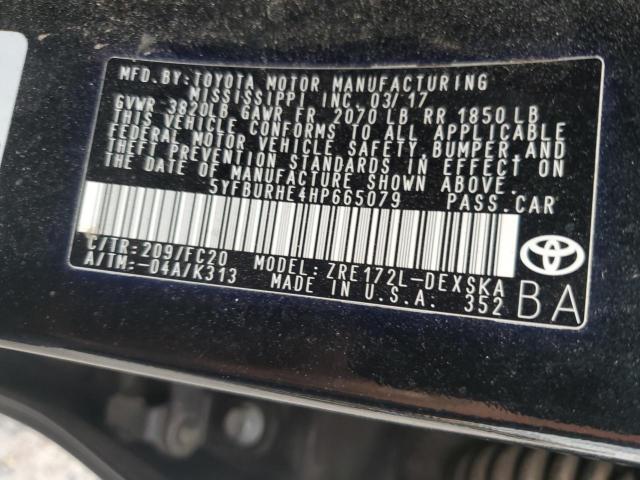 MFD. BY: TOYOTA MOTOR MANUFACTURING
MISSISSIPPI INC. 03/17
GVWR 3820LB GAWR FR. 2070 LB RR 1850 LB
THIS VEHICLE CONFORMS TO ALL APPLICABLE
FEDERAL MOTOR VEHICLE SAFETY, BUMPER, AND
THEFT PREVENTION STANDARDS IN EFFECT ON
THE DATE OF MANUFACTURE SHOWN ABOVE.
5YFBURHE4HP665079 PASS. CAR
C/TR: 209/FC20 MODEL: ZRE172L-DEXSKA
A/TM: -04A/K313 MADE IN U.S.A. 352
BA